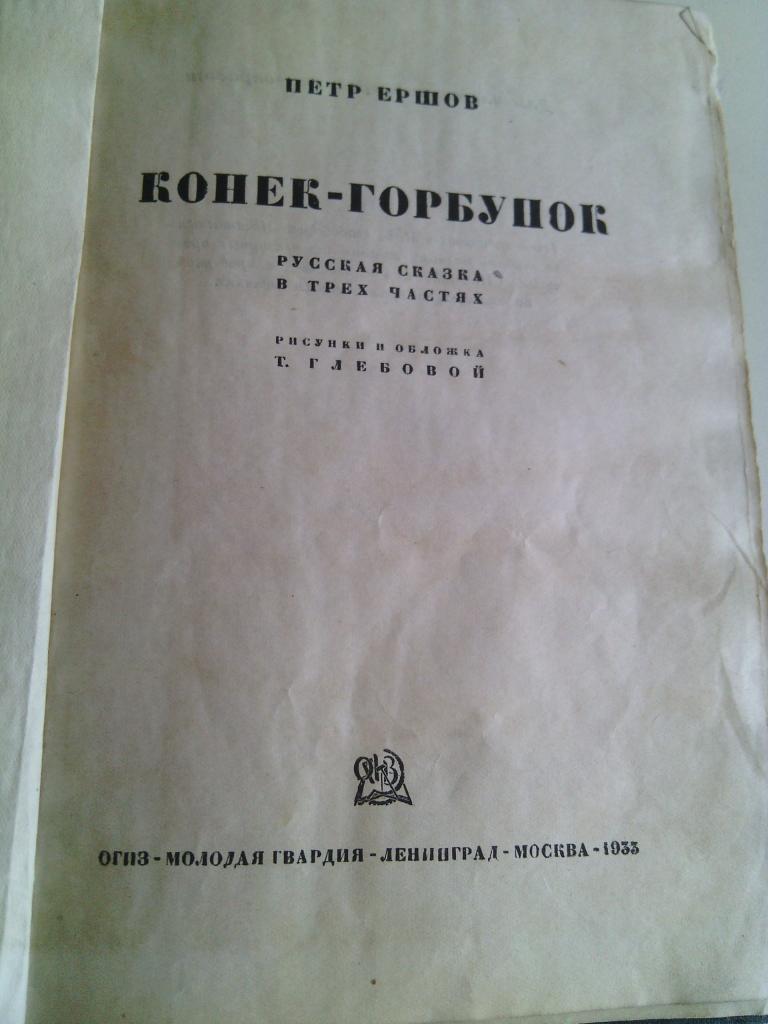 ПЕТР ЕРШОВ
КОНЕК-ГОРБУНОК
РУССКАЯ СКАЗКА
В ТРЕХ ЧАСТЯХ
РИСУНКИ И ОБЛОЖКА
Т. ГЛЕБОВОЙ
ОГИЗ-МОЛОДАЯ ГВАРДИЯ-ЛЕНИНГРАД-МОСКВА-1933